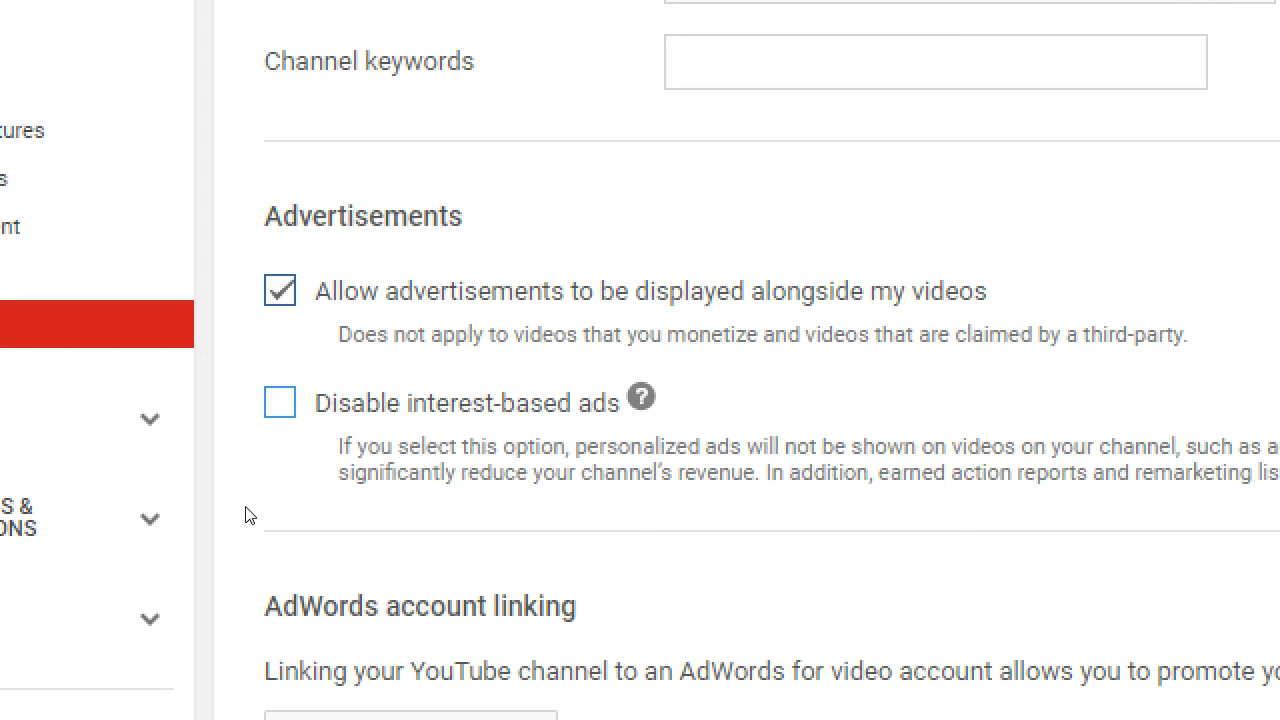 Channel keywords
tures
s
nt
Advertisements
Allow advertisements to be displayed alongside my videos
Does not apply to videos that you monetize and videos that are claimed by a third-party.
Disable interest-based ads ?
If you select this option, personalized ads will not be shown on videos on your channel, such as a
significantly reduce your channel's revenue. In addition, earned action reports and remarketing lis
S &
ONS
AdWords account linking
Linking your YouTube channel to an AdWords for video account allows you to promote yo